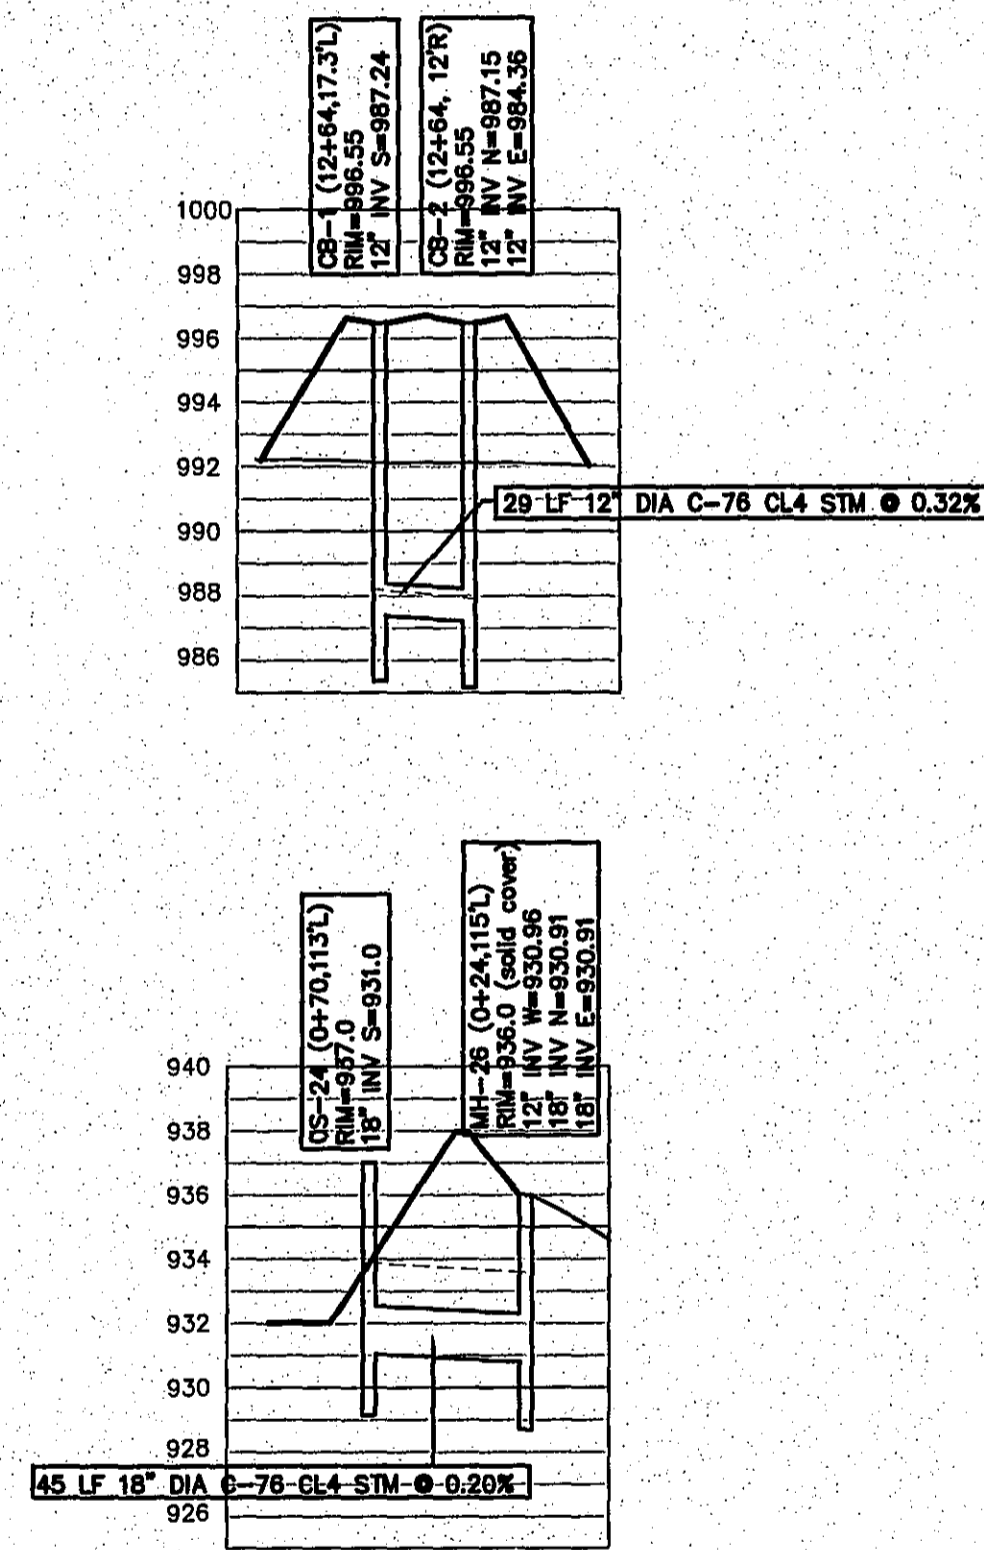 CB-1 (12+64,17.3'L)
RIM=996.55
12" INV S=987.24
CB-2 (12+64, 12'R)
RIM=996.55
12" INV N=987.15
12" INV E=984.36
1000
998
996
994
992
990
988
986
29 LF 12" DIA C-76 CL4 STM @ 0.32%
OS-24 (0+70,113'L)
RIM=937.0
18" INV S=931.0
MH-26 (0+24,115'L)
RIM=936.0 (solid cover)
12" INV W=930.96
18" INV N=930.91
18" INV E=930.91
940
938
936
934
932
930
928
926
45 LF 18" DIA C-76 CL4 STM @ 0.20%